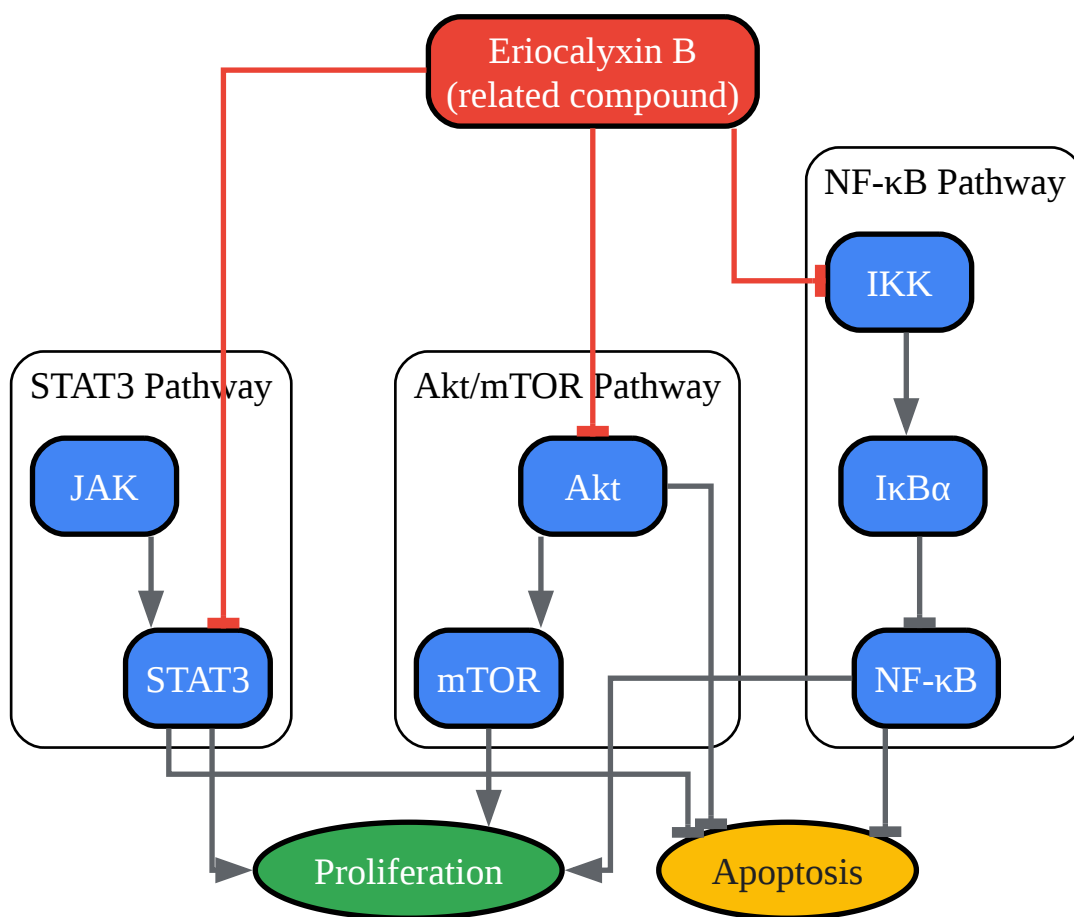 Eriocalyxin B
(related compound)
NF-κB Pathway
IKK
STAT3 Pathway
Akt/mTOR Pathway
JAK
Akt
IκBα
STAT3
mTOR
NF-κB
Proliferation
Apoptosis